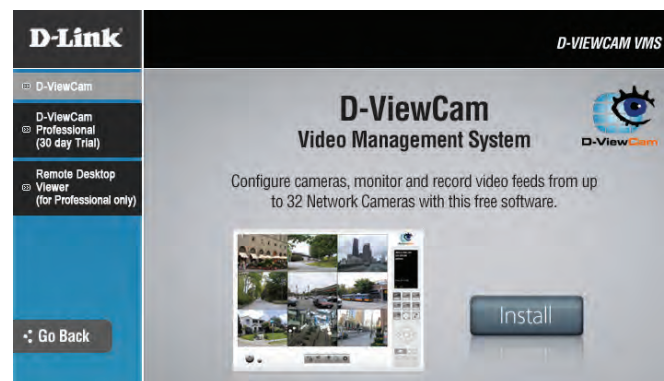 D-Link
D-VIEWCAM VMS
D-ViewCam
D-ViewCam
Professional
(30 day Trial)
Remote Desktop
Viewer
(for Professional only)
Go Back
D-ViewCam
Video Management System
D-ViewCam
Configure cameras, monitor and record video feeds from up
to 32 Network Cameras with this free software.
Install